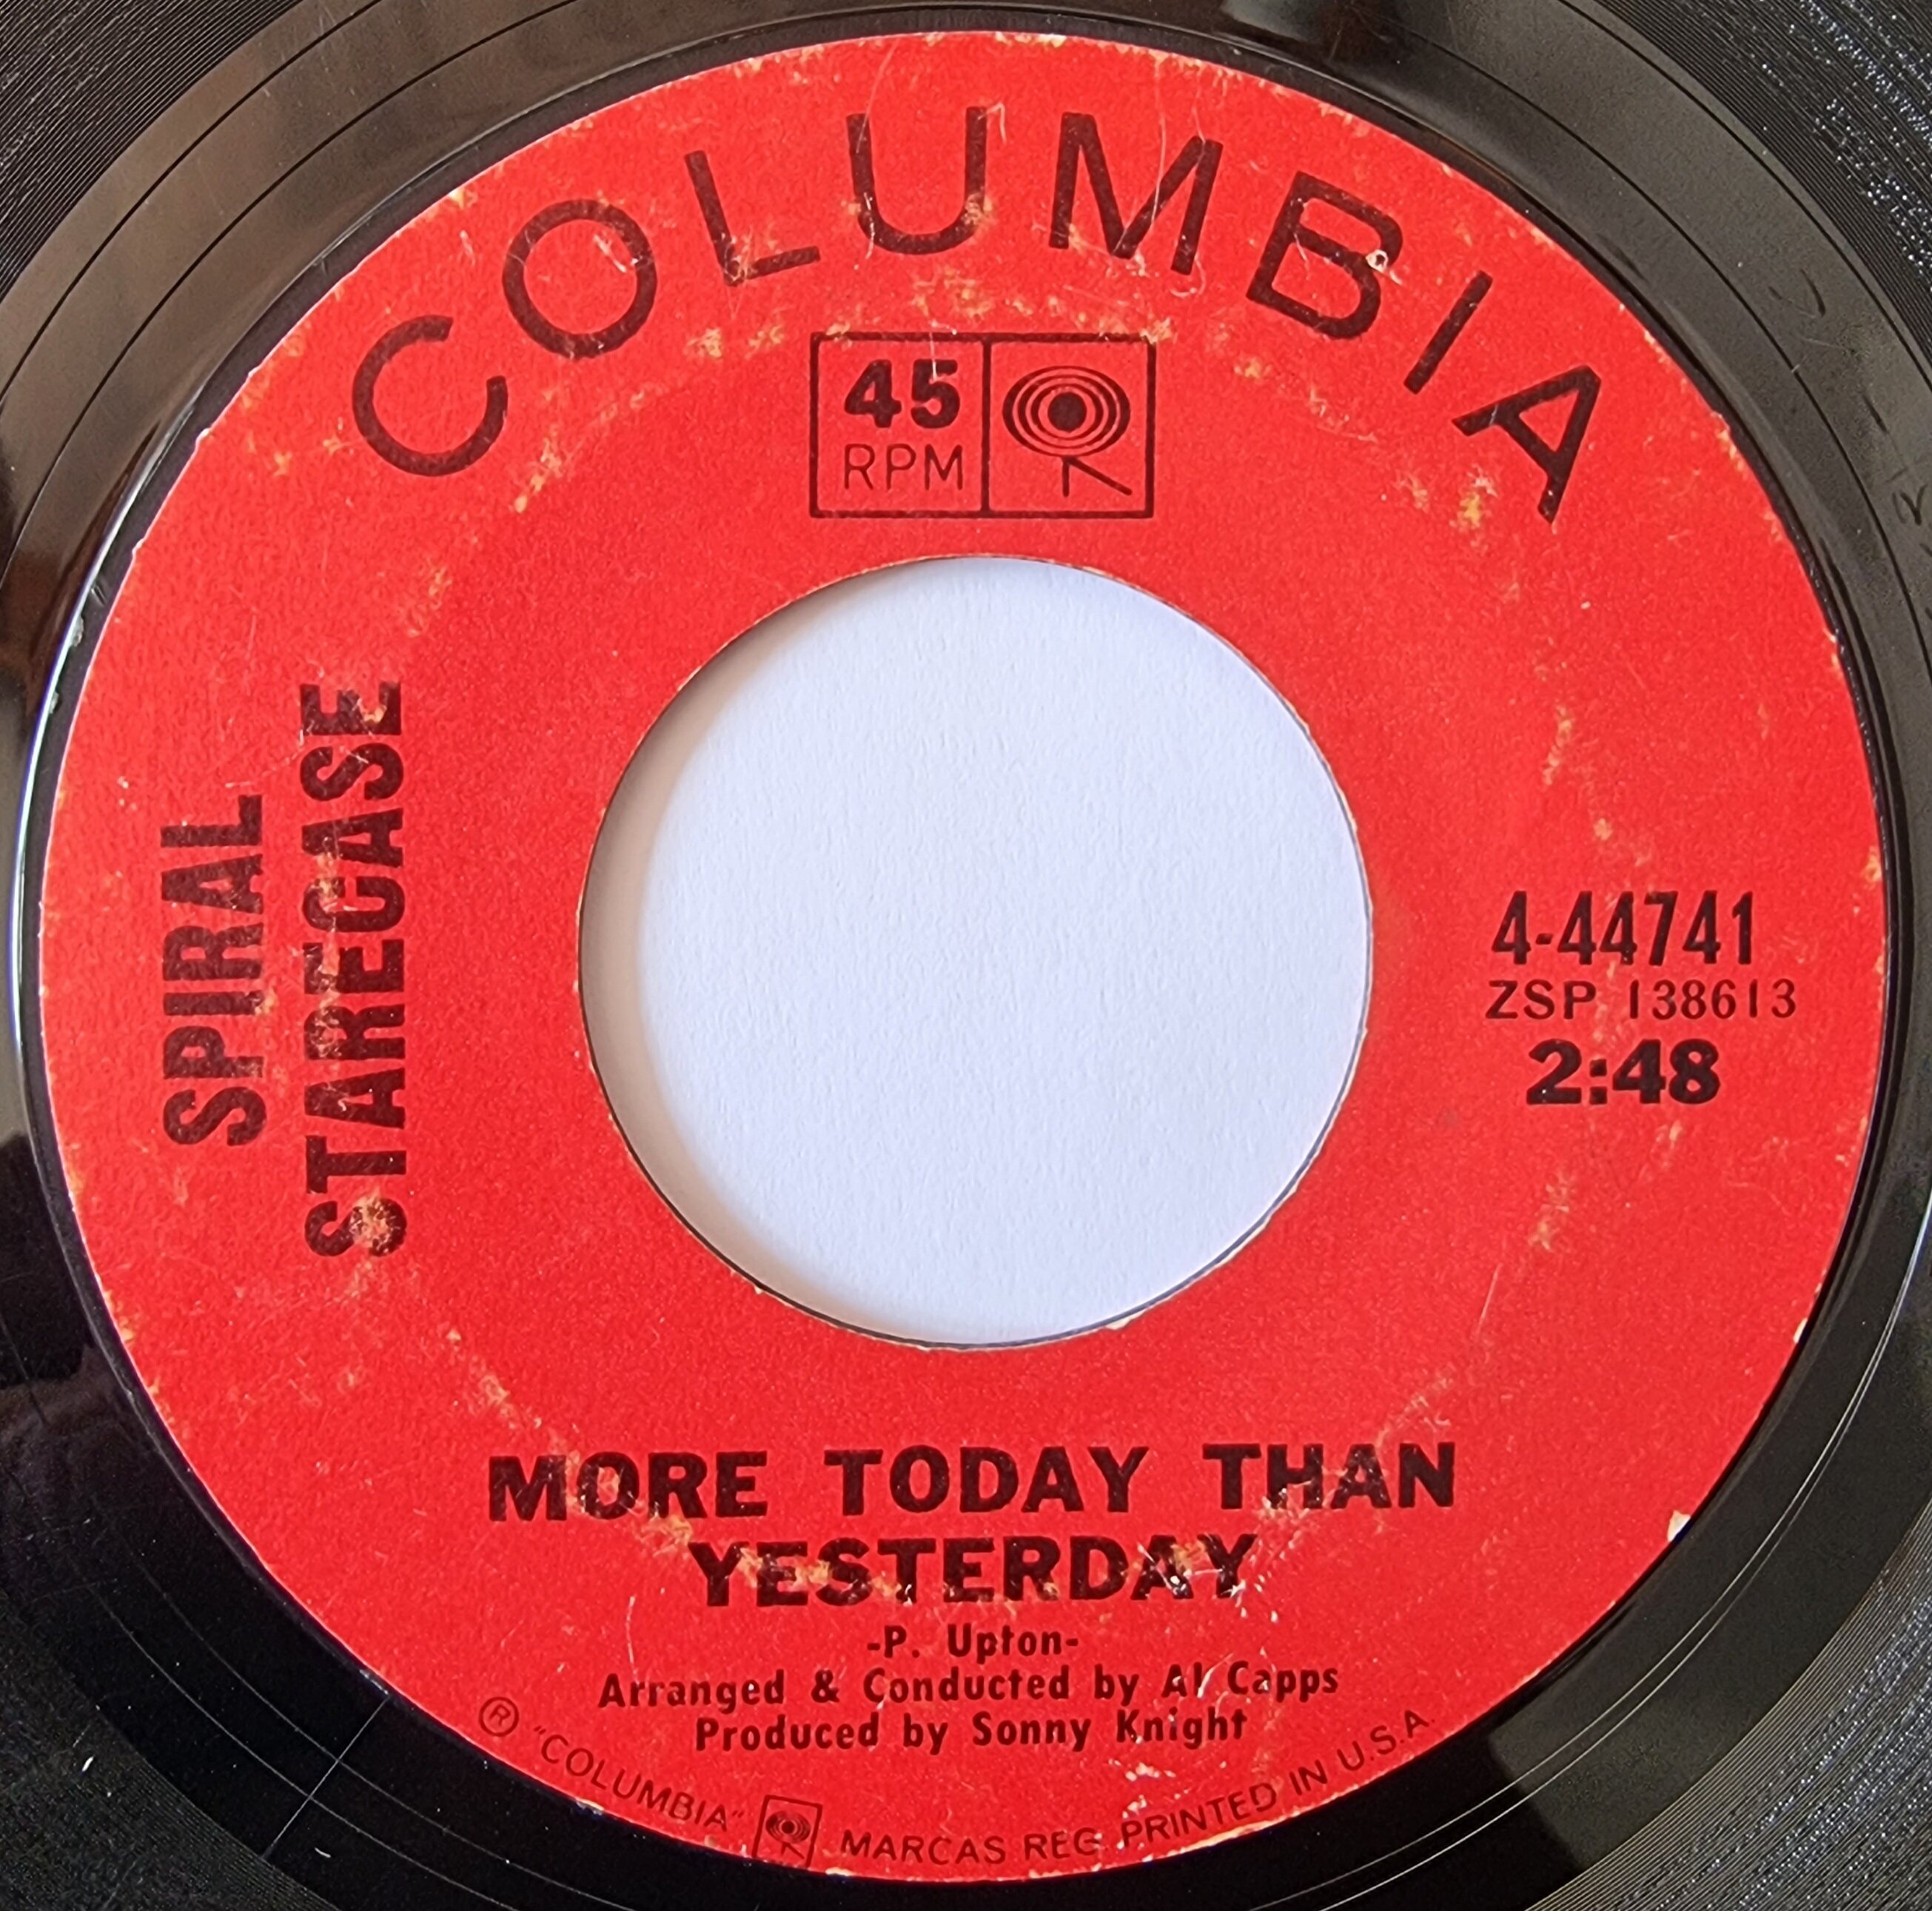 COLUMBIA
45
RPM
SPIRAL
STARECASE
4-44741
ZSP 138613
2:48
MORE TODAY THAN
YESTERDAY
-P. Upton-
Arranged & Conducted by Al Capps
Produced by Sonny Knight
® "COLUMBIA" MARCAS REG. PRINTED IN U.S.A.